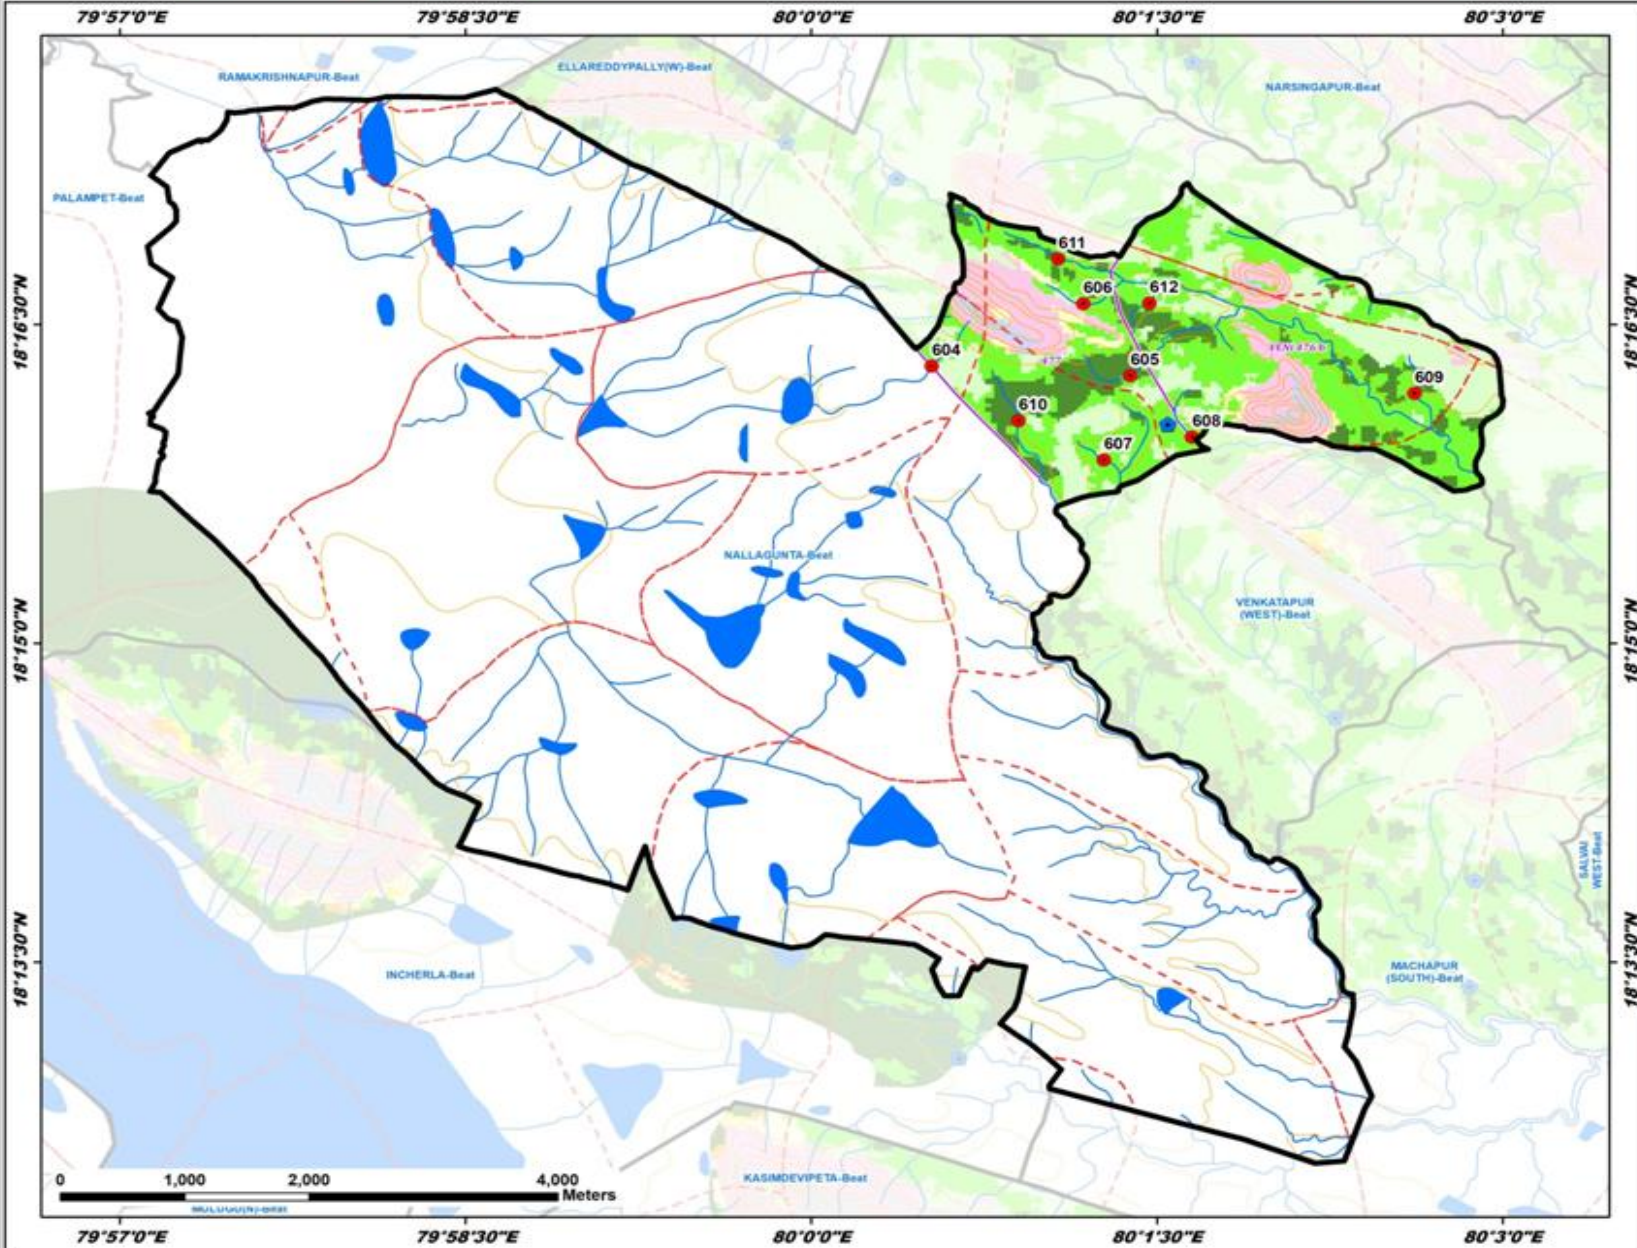 79°57'0"E 79°58'30"E 80°0'0"E 80°1'30"E 80°3'0"E
ELLAREDDYPALLY(W)-Beat
RAMAKRISHNAPUR-Beat
NARSINGAPUR-Beat
PALAMPET-Beat
611
606 612
18°16'30"N 18°16'30"N
604
605
609
610
608
607
NALLAGUNTA-Beat
VENKATAPUR
(WEST)-Beat
18°15'0"N 18°15'0"N
SALVAI
WEST-Beat
18°13'30"N 18°13'30"N
INCHERLA-Beat
MACHAPUR
(SOUTH)-Beat
KASIMDEVIPETA-Beat
0 1,000 2,000 4,000
Meters
MULUGU(N)-Beat
79°57'0"E 79°58'30"E 80°0'0"E 80°1'30"E 80°3'0"E